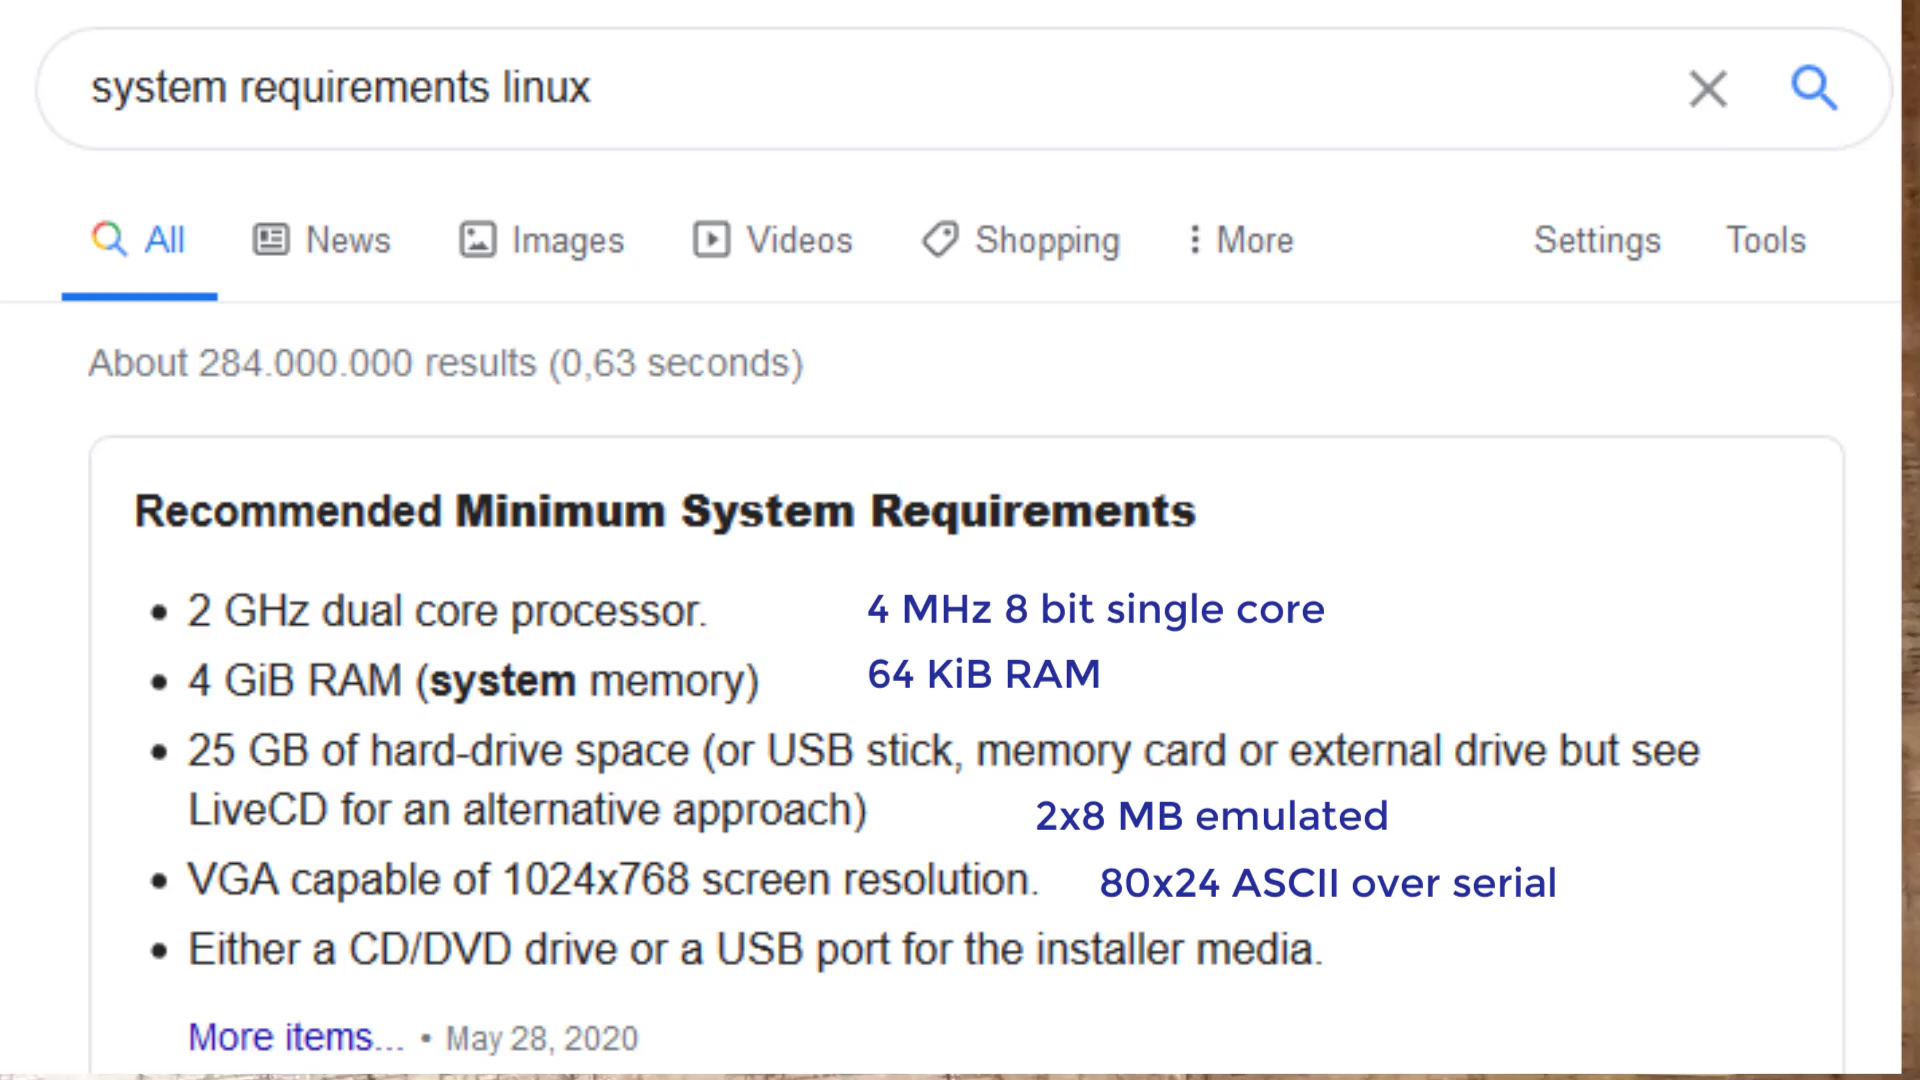 system requirements linux
All News Images Videos Shopping More Settings Tools
About 284.000.000 results (0,63 seconds)
Recommended Minimum System Requirements
• 2 GHz dual core processor. 4 MHz 8 bit single core
• 4 GiB RAM (system memory) 64 KiB RAM
• 25 GB of hard-drive space (or USB stick, memory card or external drive but see
LiveCD for an alternative approach) 2x8 MB emulated
• VGA capable of 1024x768 screen resolution. 80x24 ASCII over serial
• Either a CD/DVD drive or a USB port for the installer media.
More items... • May 28, 2020